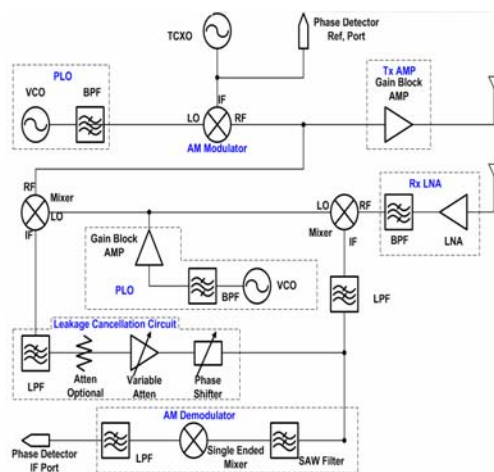 TCXO
Phase Detector
Ref, Port
PLO
VCO
BPF
IF
LO
RF
AM Modulator
Tx AMP
Gain Block
AMP
RF
Mixer
LO
IF
LO
RF
Mixer
IF
Rx LNA
BPF
LNA
Gain Block
AMP
PLO
BPF
VCO
LPF
Leakage Cancellation Circuit
LPF
Atten
Optional
Variable
Atten
Phase
Shifter
AM Demodulator
Phase Detector
IF Port
LPF
Single Ended
Mixer
SAW Filter